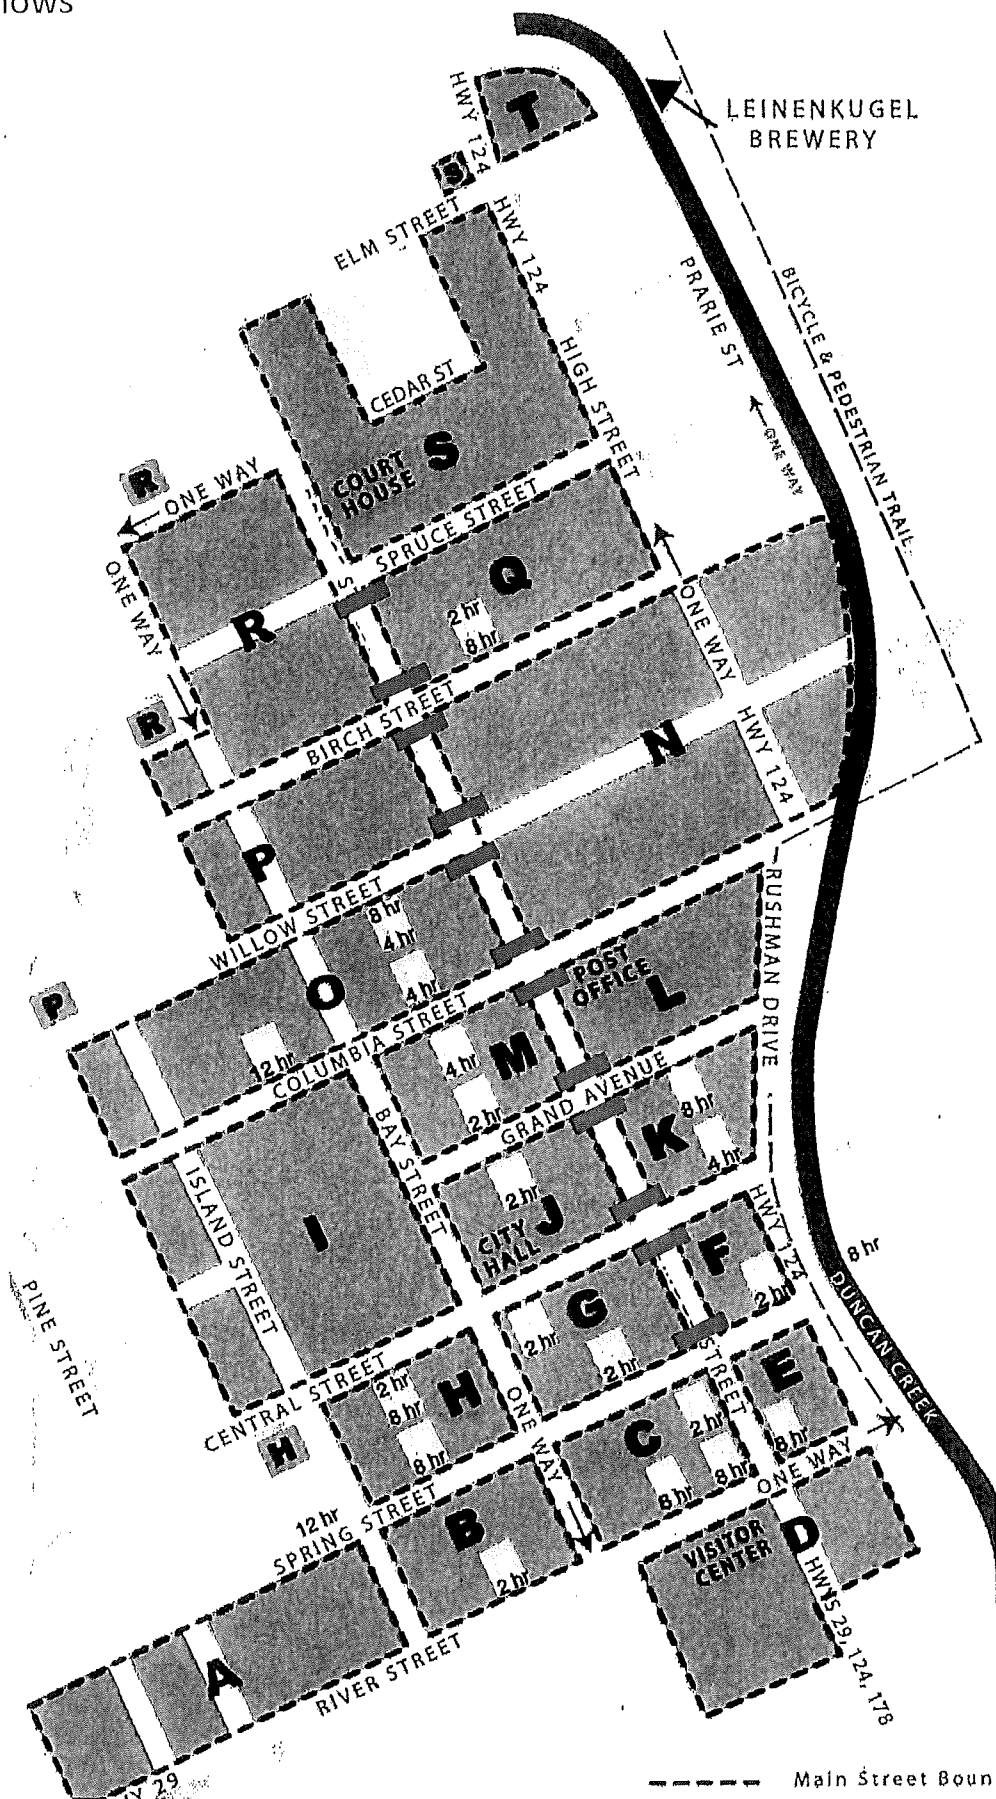 HWY 124
T
LEINENKUGEL
BREWERY
S
ELM STREET
HWY 124
PRARIE ST
BICYCLE & PEDESTRIAN TRAIL
HIGH STREET
CEDAR ST
ONE WAY
S
COURT
HOUSE
R
ONE WAY
SPRUCE STREET
ONE WAY
Q
2 hr
8 hr
R
ONE WAY
R
BIRCH STREET
N
HWY 124
P
WILLOW STREET
8 hr
4 hr
4 hr
RUSHMAN DRIVE
POST
OFFICE
L
P
O
12 hr
COLUMBIA STREET
4 hr
M
2 hr
GRAND AVENUE
8 hr
K
4 hr
BAY STREET
ISLAND STREET
I
2 hr
J
CITY
HALL
HWY 124
F
2 hr
8 hr
DUNCAN CREEK
PINE STREET
G
2 hr
2 hr
STREET
E
CENTRAL STREET
2 hr
8 hr
H
8 hr
H
ONE WAY
C
2 hr
8 hr
8 hr
8 hr
ONE WAY
12 hr
SPRING STREET
B
2 hr
VISITOR
CENTER
D
HWYS 29, 124, 178
A
RIVER STREET
29
Main Street Boun